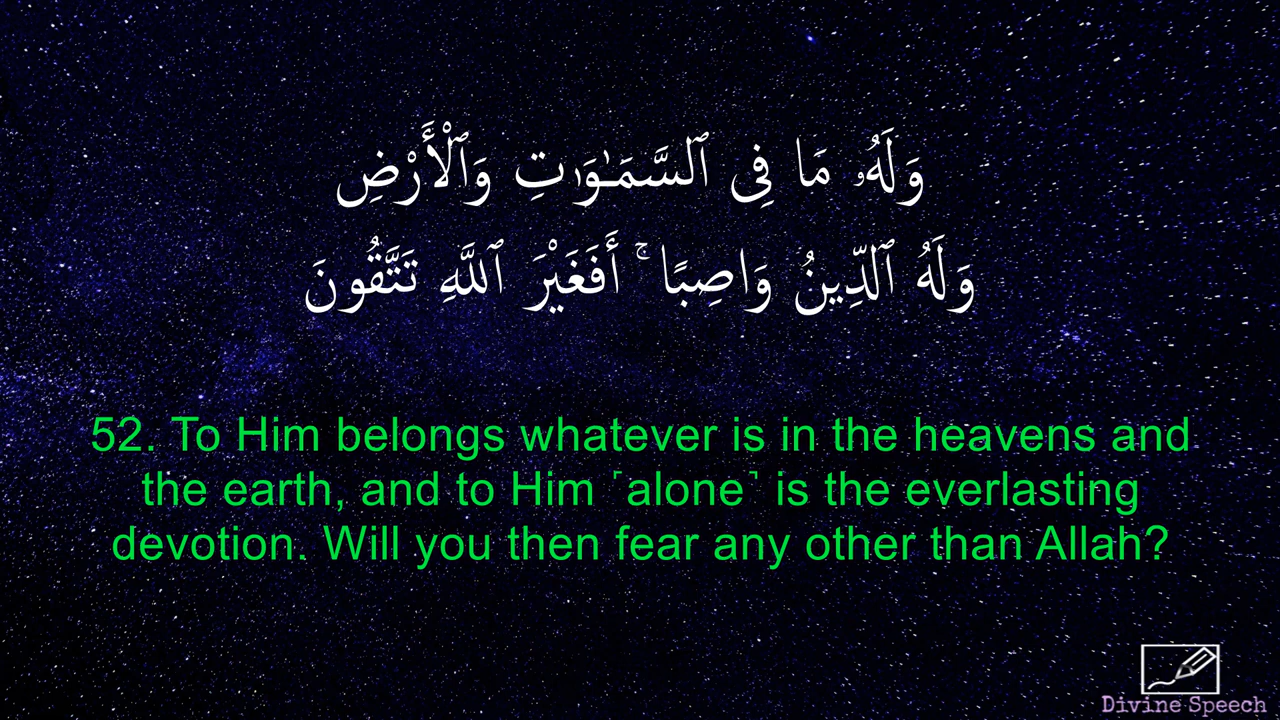 وَلَهُۥ مَا فِى ٱلسَّمَـٰوَٰتِ وَٱلْأَرْضِ
وَلَهُ ٱلدِّينُ وَاصِبًا ۚ أَفَغَيْرَ ٱللَّهِ تَتَّقُونَ
52. To Him belongs whatever is in the heavens and
the earth, and to Him ˹alone˺ is the everlasting
devotion. Will you then fear any other than Allah?
Divine Speech